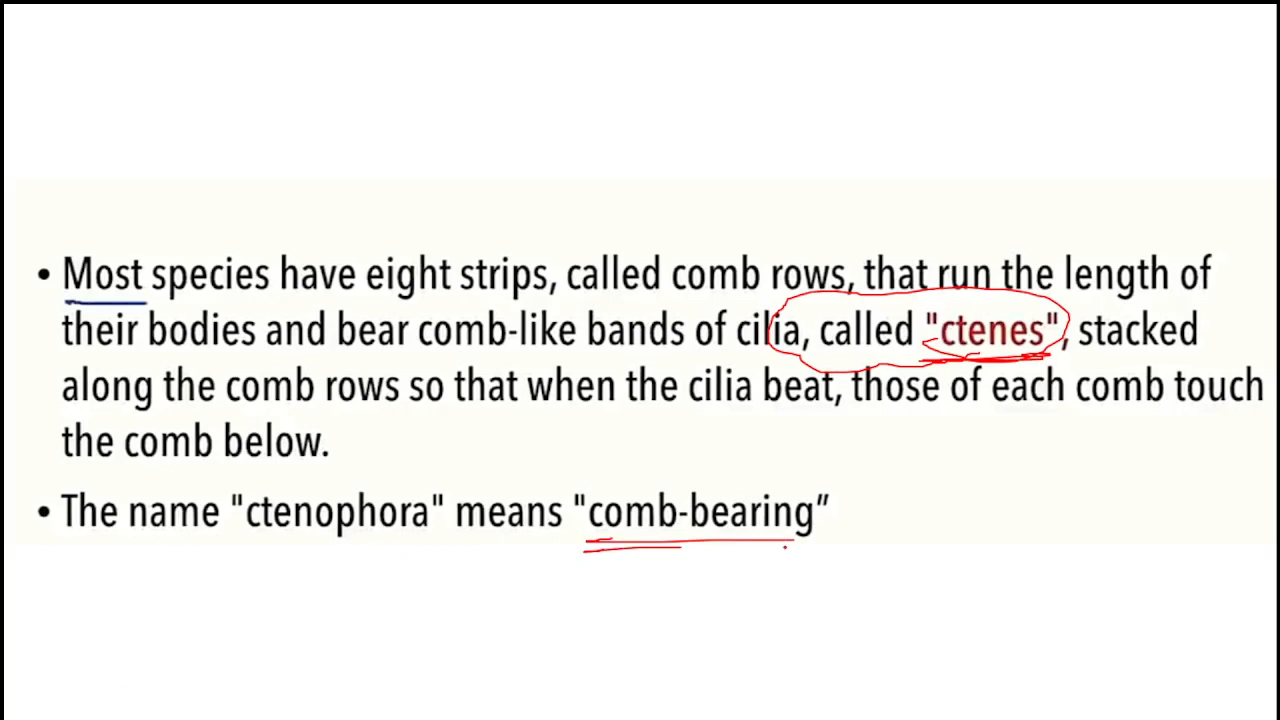 • Most species have eight strips, called comb rows, that run the length of
their bodies and bear comb-like bands of cilia, called "ctenes", stacked
along the comb rows so that when the cilia beat, those of each comb touch
the comb below.
• The name "ctenophora" means "comb-bearing”